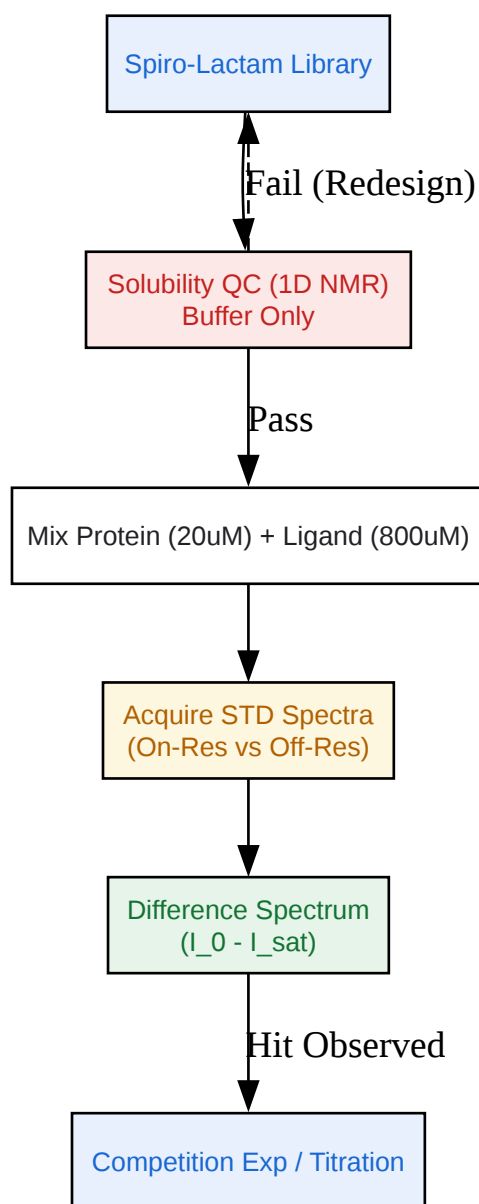 Spiro-Lactam Library
Fail (Redesign)
Solubility QC (1D NMR)
Buffer Only
Pass
Mix Protein (20uM) + Ligand (800uM)
Acquire STD Spectra
(On-Res vs Off-Res)
Difference Spectrum
(I_0 - I_sat)
Hit Observed
Competition Exp / Titration